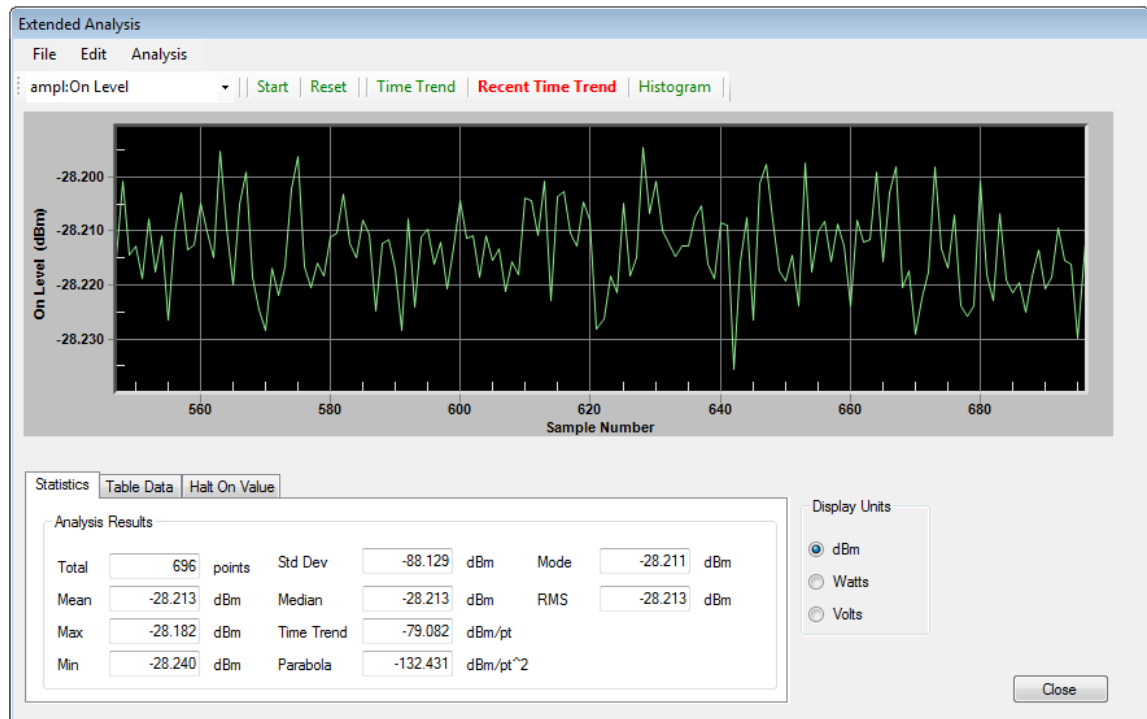 Extended Analysis
File Edit Analysis
ampl:On Level Start Reset Time Trend Recent Time Trend Histogram
On Level (dBm)
-28.200
-28.210
-28.220
-28.230
560 580 600 620 640 660 680
Sample Number
Statistics Table Data Halt On Value
Analysis Results
Total 696 points Std Dev -88.129 dBm Mode -28.211 dBm
Mean -28.213 dBm Median -28.213 dBm RMS -28.213 dBm
Max -28.182 dBm Time Trend -79.082 dBm/pt
Min -28.240 dBm Parabola -132.431 dBm/pt^2
Display Units
dBm
Watts
Volts
Close